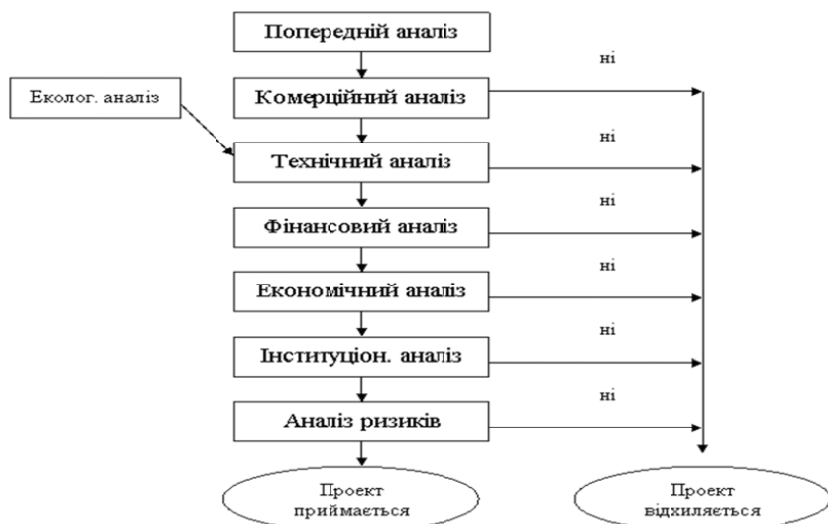 Попередній аналіз
ні
Еколог. аналіз
Комерційний аналіз
ні
Технічний аналіз
ні
Фінансовий аналіз
ні
Економічний аналіз
ні
Інституціон. аналіз
ні
Аналіз ризиків
Проект
приймається
Проект
відхиляється